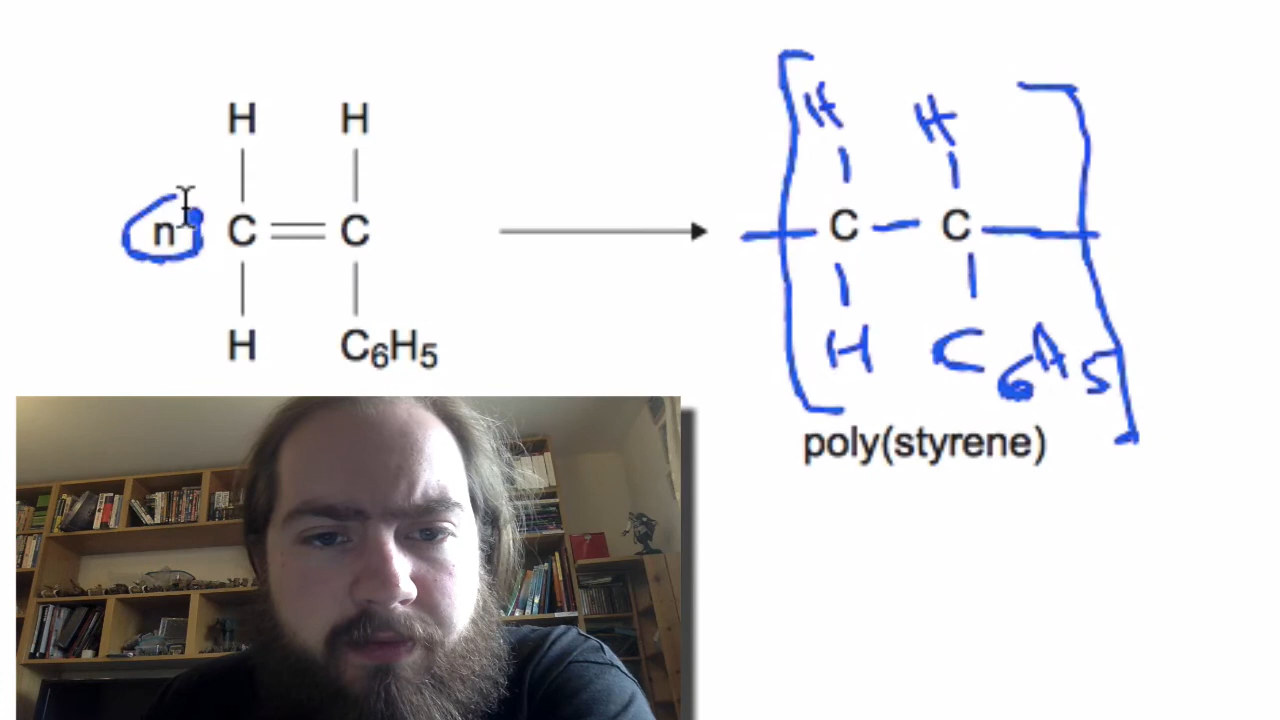 H H H H
n C = C C - C
H C₆H₅ H C₆H₅
poly(styrene)